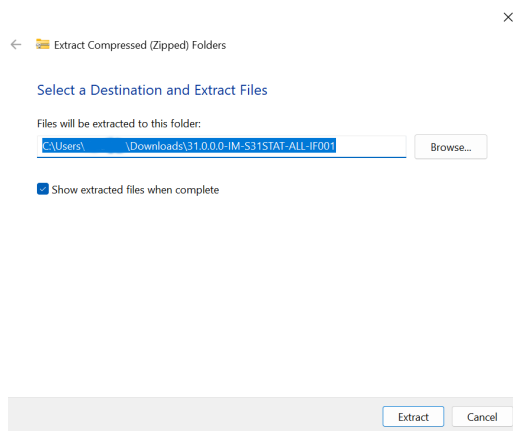 Extract Compressed (Zipped) Folders
Select a Destination and Extract Files
Files will be extracted to this folder:
C:\Users\ \Downloads\31.0.0.0-IM-S31STAT-ALL-IF001
Browse...
Show extracted files when complete
Extract
Cancel